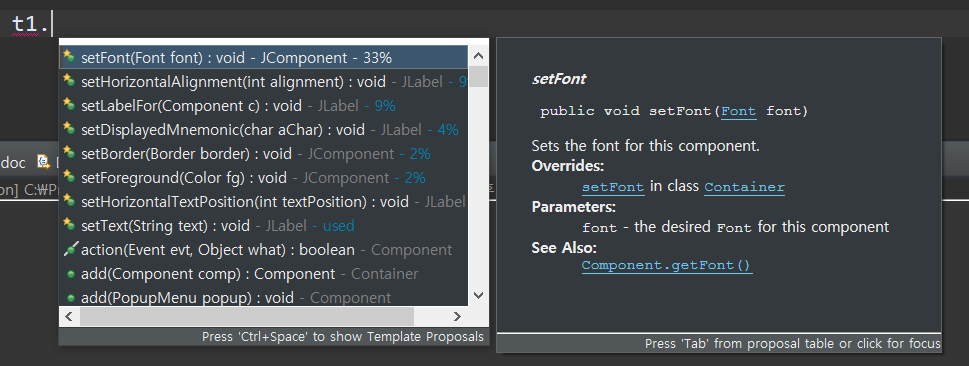 t1.
setFont(Font font) : void - JComponent - 33%
setHorizontalAlignment(int alignment) : void - JLabel - 9
setLabelFor(Component c) : void - JLabel - 9%
setDisplayedMnemonic(char aChar) : void - JLabel - 4%
setBorder(Border border) : void - JComponent - 2%
setForeground(Color fg) : void - JComponent - 2%
setHorizontalTextPosition(int textPosition) : void - JLabel
setText(String text) : void - JLabel - used
action(Event evt, Object what) : boolean - Component
add(Component comp) : Component - Container
add(PopupMenu popup) : void - Component
Press 'Ctrl+Space' to show Template Proposals
setFont
public void setFont(Font font)
Sets the font for this component.
Overrides:
setFont in class Container
Parameters:
font - the desired Font for this component
See Also:
Component.getFont()
Press 'Tab' from proposal table or click for focus
doc
on] C:₩Pr